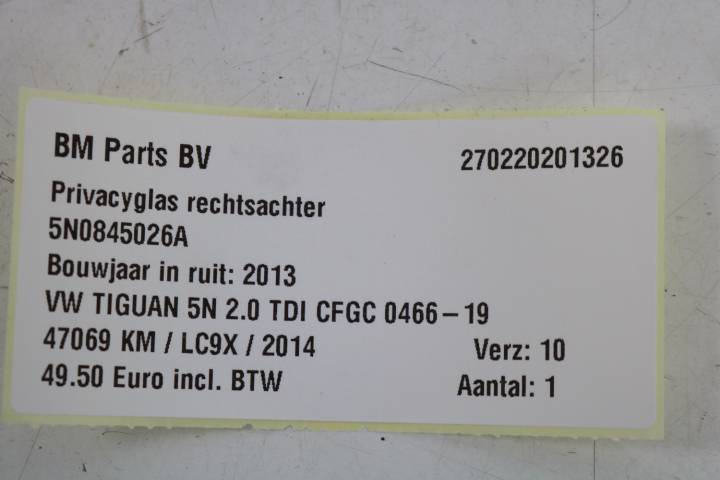 BM Parts BV 270220201326
Privacyglas rechtsachter
5N0845026A
Bouwjaar in ruit: 2013
VW TIGUAN 5N 2.0 TDI CFGC 0466-19
47069 KM / LC9X / 2014 Verz: 10
49.50 Euro incl. BTW Aantal: 1